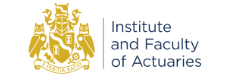 Institute
and Faculty
of Actuaries